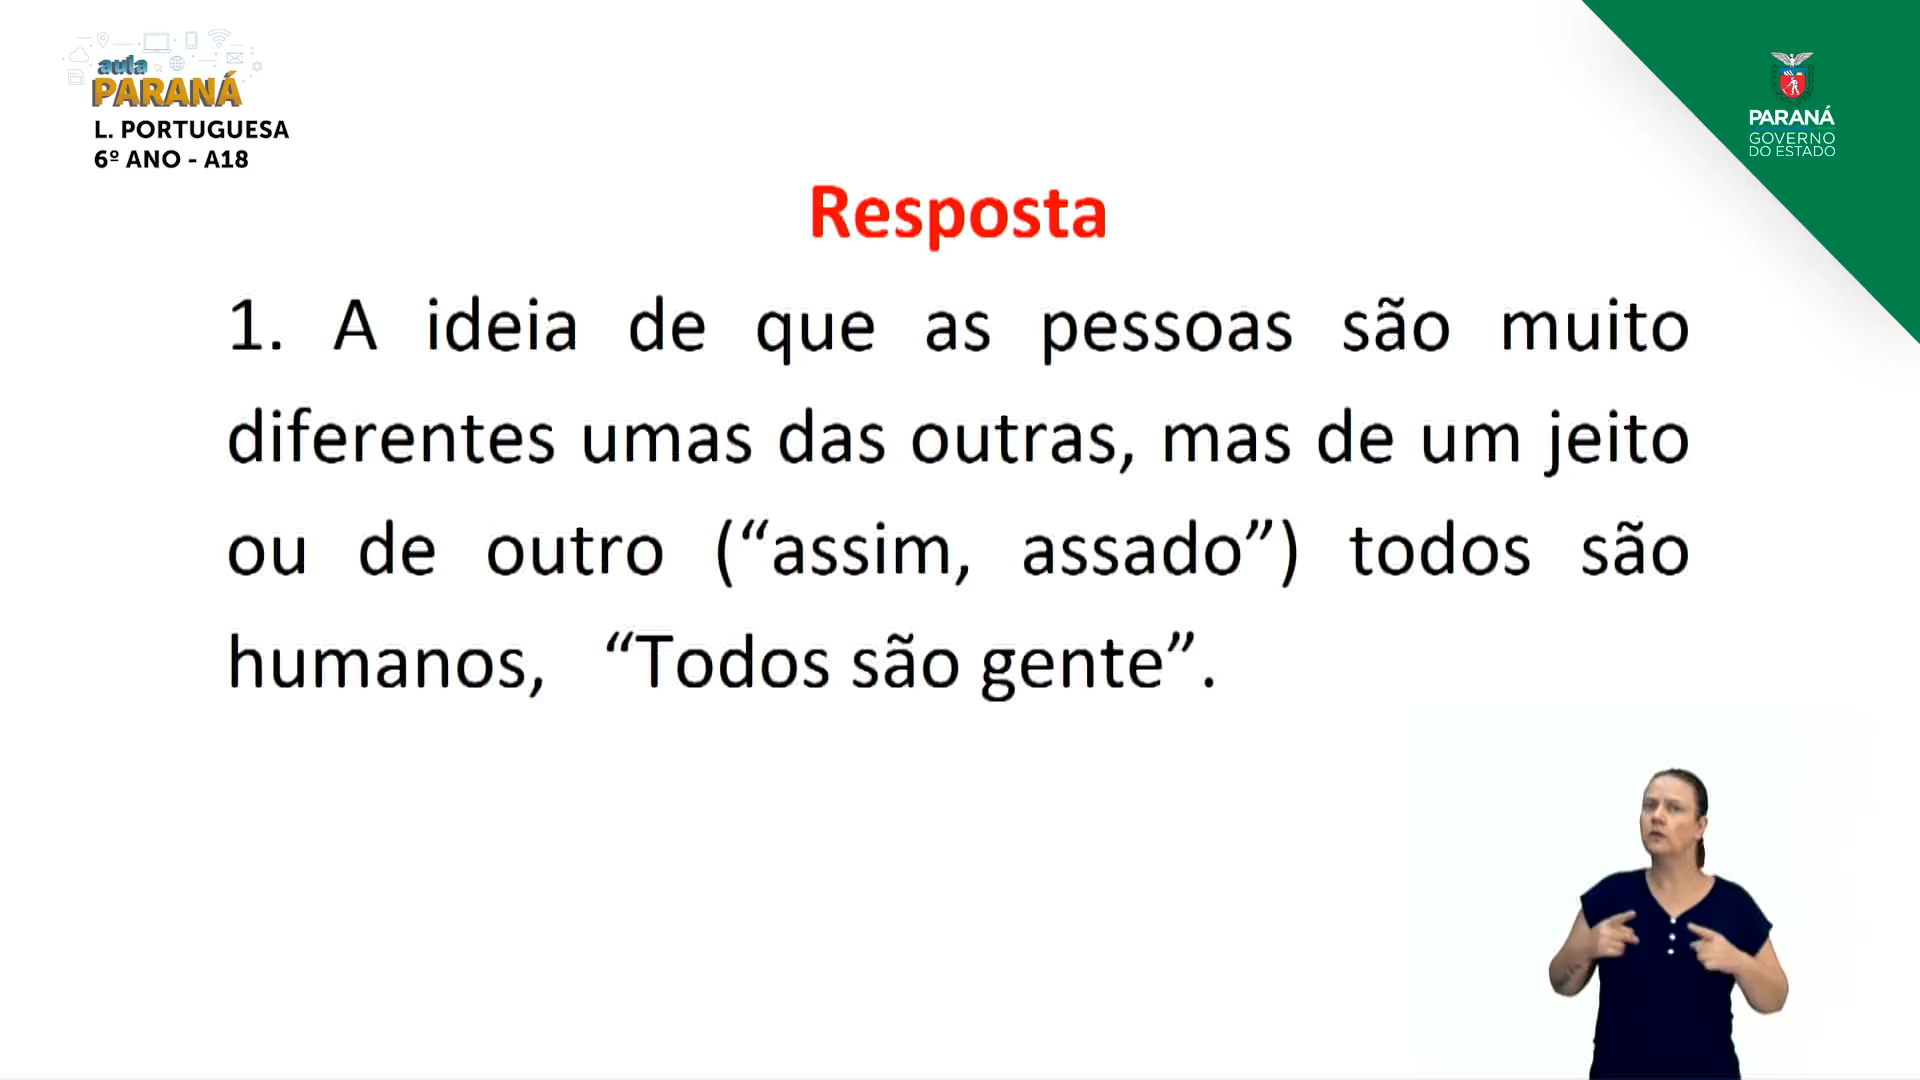 aula
PARANÁ
L. PORTUGUESA
6º ANO - A18
PARANÁ
GOVERNO
DO ESTADO
Resposta
1. A ideia de que as pessoas são muito
diferentes umas das outras, mas de um jeito
ou de outro (“assim, assado”) todos são
humanos, “Todos são gente”.